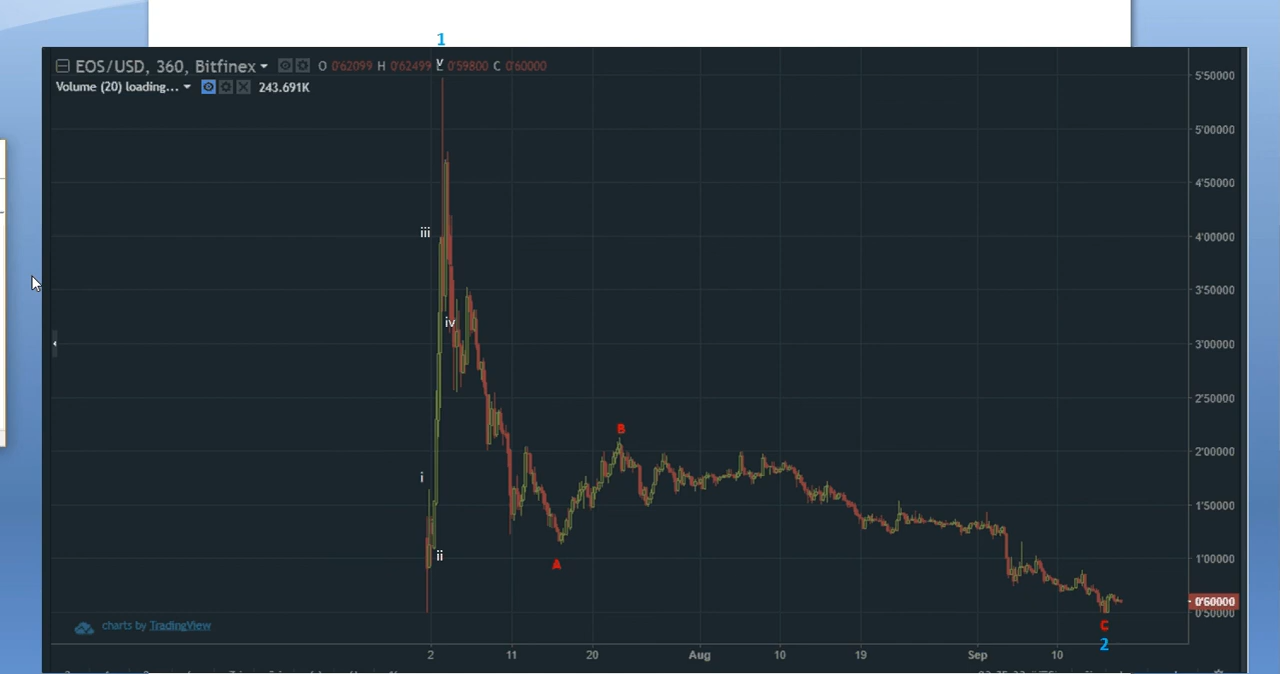 1
EOS/USD, 360, Bitfinex O 0'62099 H 0'62499 L 0'59800 C 0'60000
v
Volume (20) loading... 243.691K
5'50000
5'00000
4'50000
iii
4'00000
3'50000
iv
3'00000
2'50000
B
2'00000
i
1'50000
ii
1'00000
A
0'60000
0'50000
C
charts by TradingView
2
2 11 20 Aug 10 19 Sep 10